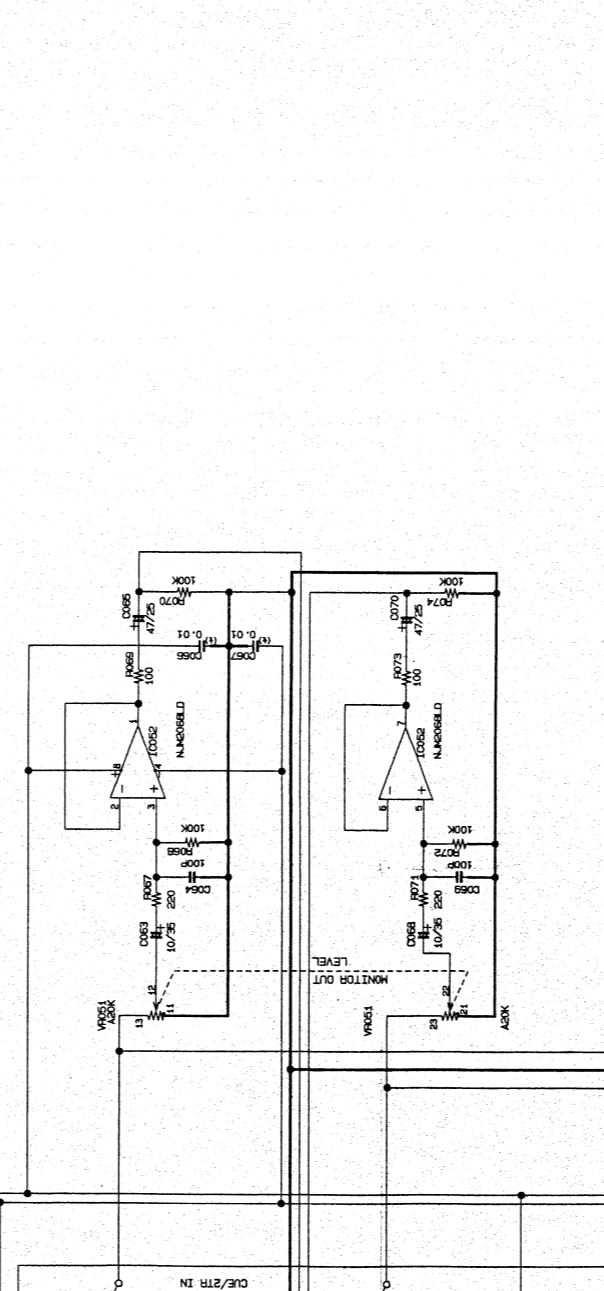 100K
R070
C065
47/25
0.01
0.01
C066
C067
(t)
(t)
R069
100
1
IC052
NJM2068LD
8
4
2
3
-
+
100K
R068
100P
C064
R067
220
C063
10/35
12
11
13
VR051
A20K
MONITOR OUT
LEVEL
100K
R074
C070
47/25
R073
100
7
IC052
NJM2068LD
6
5
-
+
100K
R072
100P
C069
R071
220
C068
10/35
22
21
23
VR051
A20K
CUE/2TR IN